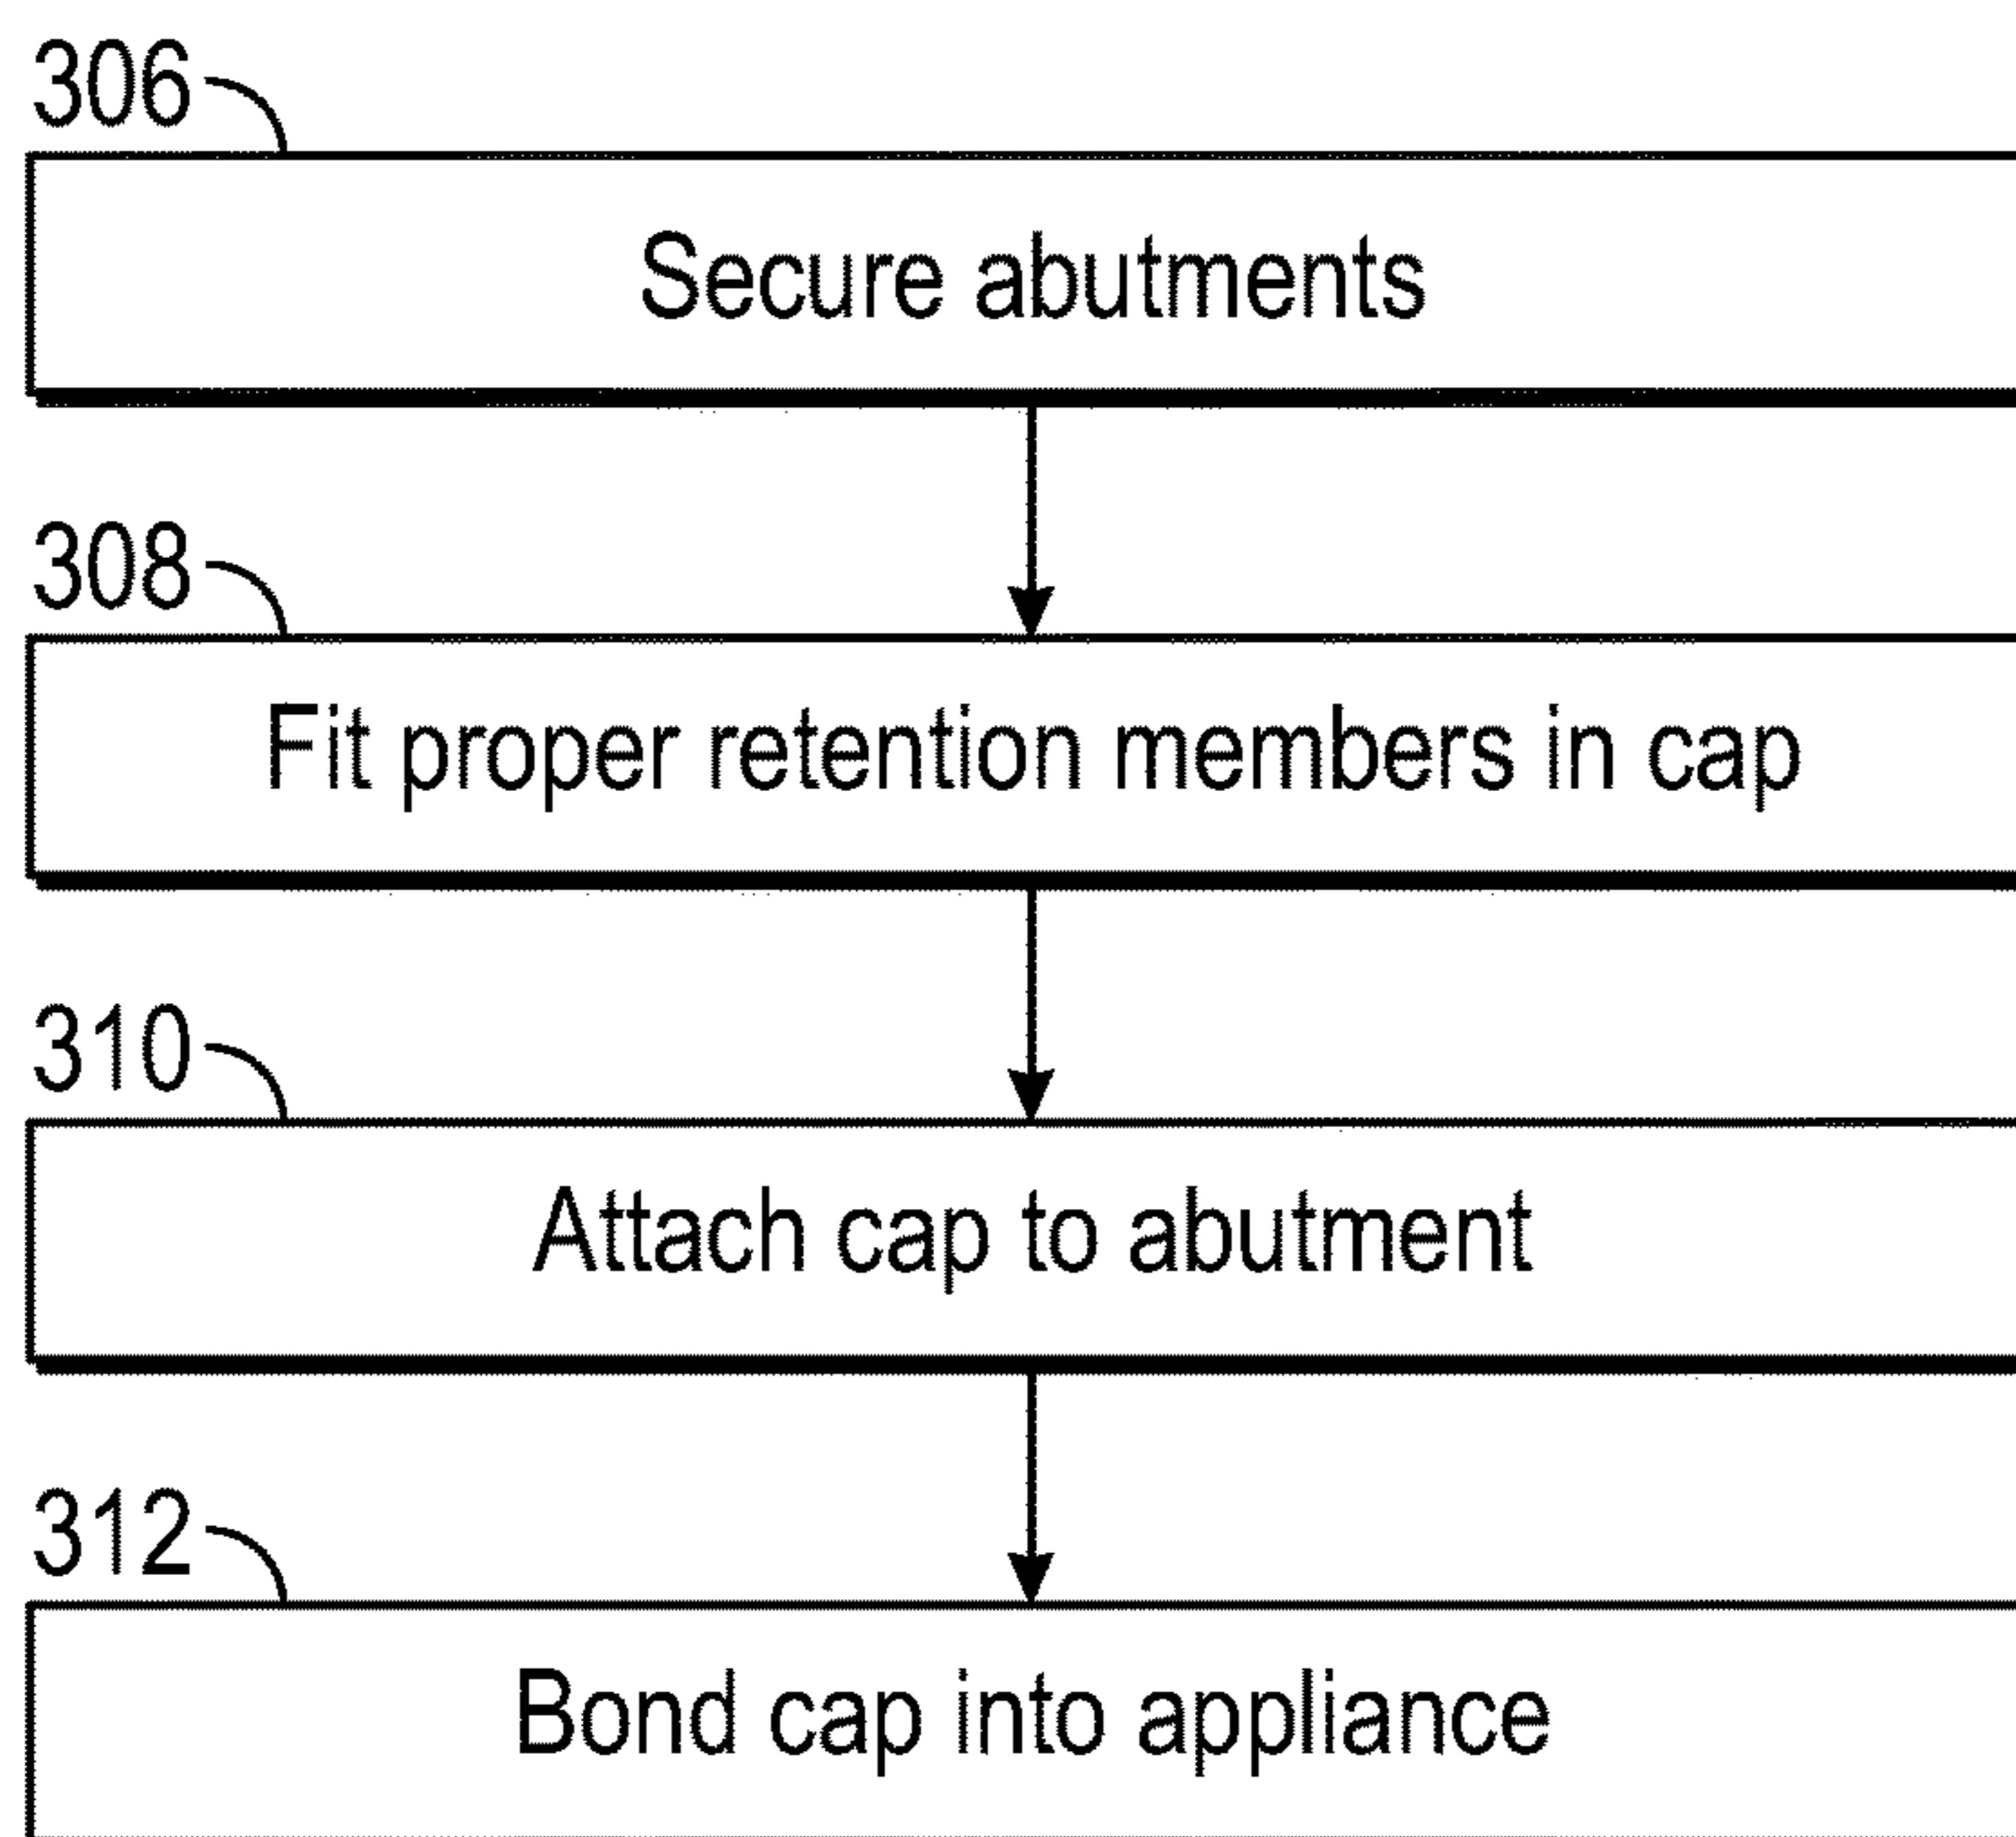 306
Secure abutments
308
Fit proper retention members in cap
310
Attach cap to abutment
312
Bond cap into appliance